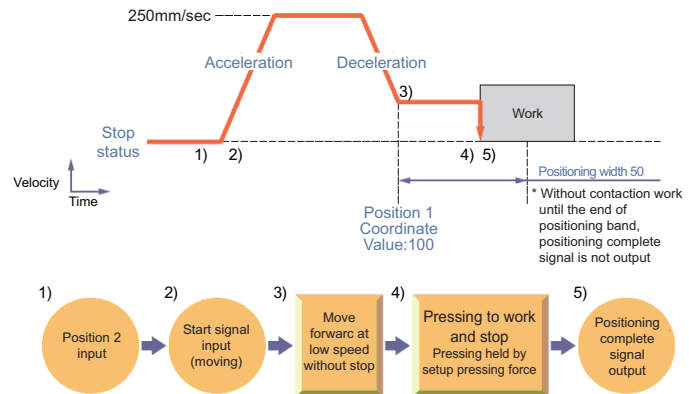 250mm/sec
Acceleration
Deceleration
3)
Work
Stop
status
1)
2)
4)
5)
Velocity
Time
Positioning width 50
Position 1
Coordinate
Value:100
* Without contaction work
until the end of
positioning band,
positioning complete
signal is not output
1)
Position 2
input
2)
Start signal
input
(moving)
3)
Move
forwarc at
low speed
without stop
4)
Pressing to work
and stop
Pressing held by
setup pressing force
5)
Positioning
complete
signal
output